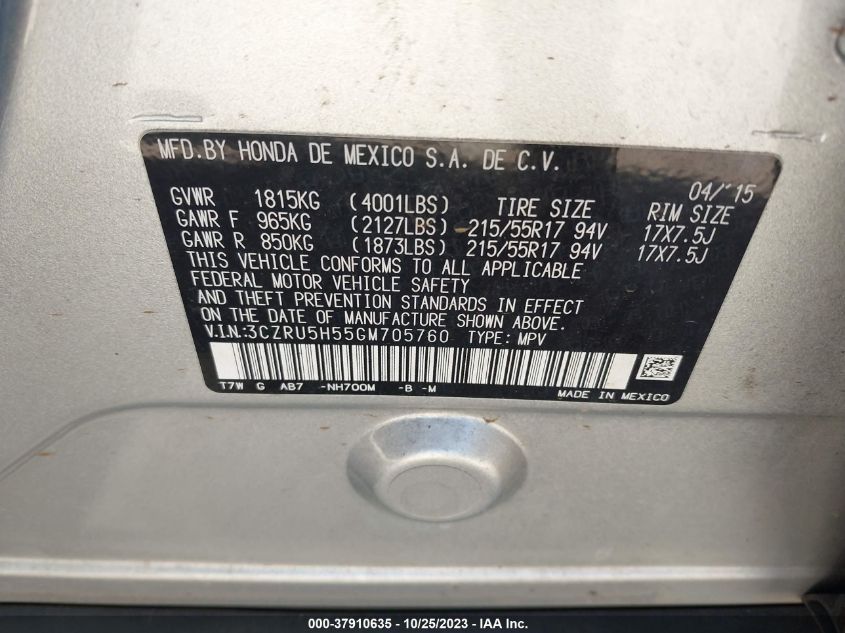 MFD.BY HONDA DE MEXICO S.A. DE C.V.
04/'15
GVWR 1815KG (4001LBS) TIRE SIZE RIM SIZE
GAWR F 965KG (2127LBS) 215/55R17 94V 17X7.5J
GAWR R 850KG (1873LBS) 215/55R17 94V 17X7.5J
THIS VEHICLE CONFORMS TO ALL APPLICABLE
FEDERAL MOTOR VEHICLE SAFETY
AND THEFT PREVENTION STANDARDS IN EFFECT
ON THE DATE OF MANUFACTURE SHOWN ABOVE.
V.I.N:3CZRU5H55GM705760 TYPE: MPV
T7W G AB7 -NH700M -B -M
MADE IN MEXICO
000-37910635 - 10/25/2023 - IAA Inc.